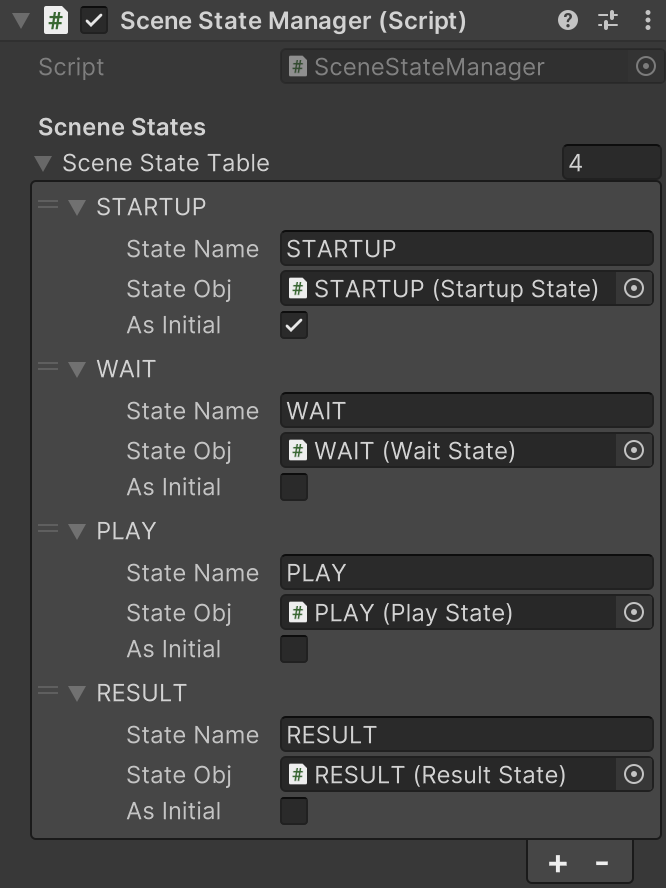 Scene State Manager (Script)
Script # SceneStateManager
Scnene States
Scene State Table 4
STARTUP
State Name STARTUP
State Obj # STARTUP (Startup State)
As Initial
WAIT
State Name WAIT
State Obj # WAIT (Wait State)
As Initial
PLAY
State Name PLAY
State Obj # PLAY (Play State)
As Initial
RESULT
State Name RESULT
State Obj # RESULT (Result State)
As Initial
+ -